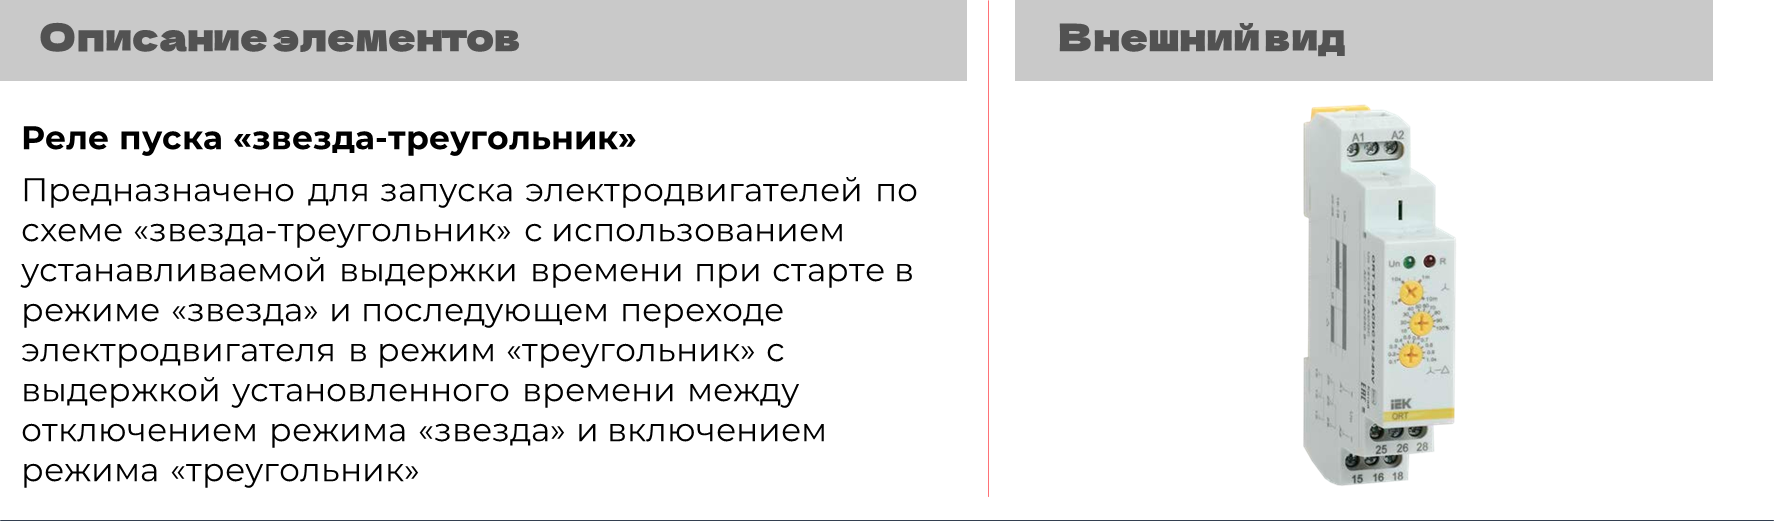 Описание элементов
Внешний вид
Реле пуска «звезда-треугольник»
Предназначено для запуска электродвигателей по
схеме «звезда-треугольник» с использованием
устанавливаемой выдержки времени при старте в
режиме «звезда» и последующем переходе
электродвигателя в режим «треугольник» с
выдержкой установленного времени между
отключением режима «звезда» и включением
режима «треугольник»
A1 A2
Un R
IEK
ORT
25 26 28
15 16 18